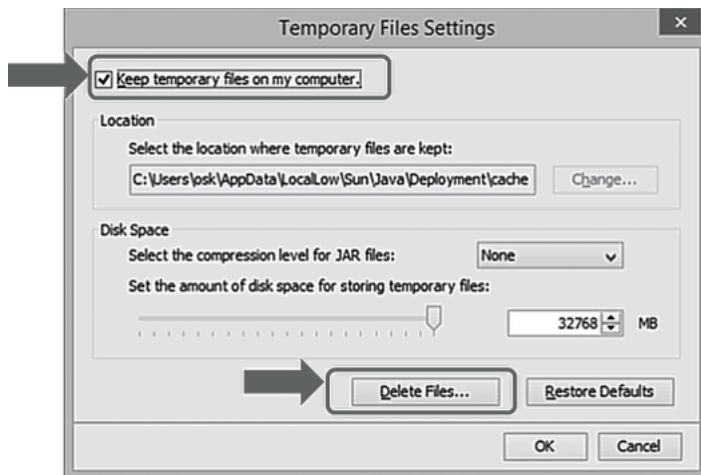 Temporary Files Settings
Keep temporary files on my computer.
Location
Select the location where temporary files are kept:
C:\Users\osk\AppData\LocalLow\Sun\Java\Deployment\cache Change...
Disk Space
Select the compression level for JAR files: None
Set the amount of disk space for storing temporary files:
32768 MB
Delete Files... Restore Defaults
OK Cancel